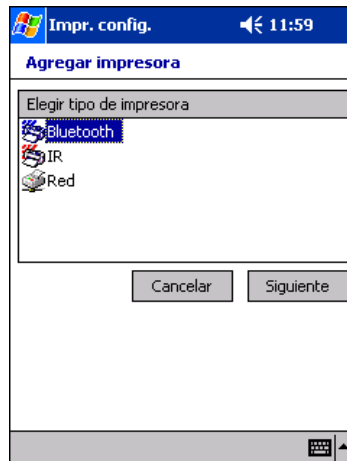 Impr. config. 11:59
Agregar impresora
Elegir tipo de impresora
Bluetooth
IR
Red
Cancelar Siguiente